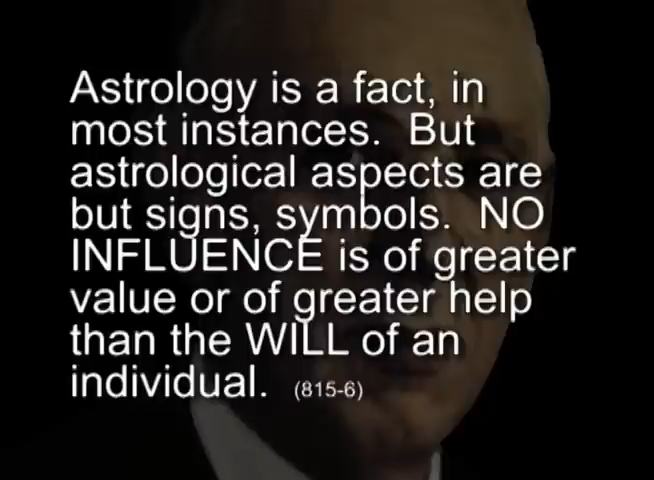 Astrology is a fact, in
most instances.  But
astrological aspects are
but signs, symbols.  NO
INFLUENCE is of greater
value or of greater help
than the WILL of an
individual.  (815-6)